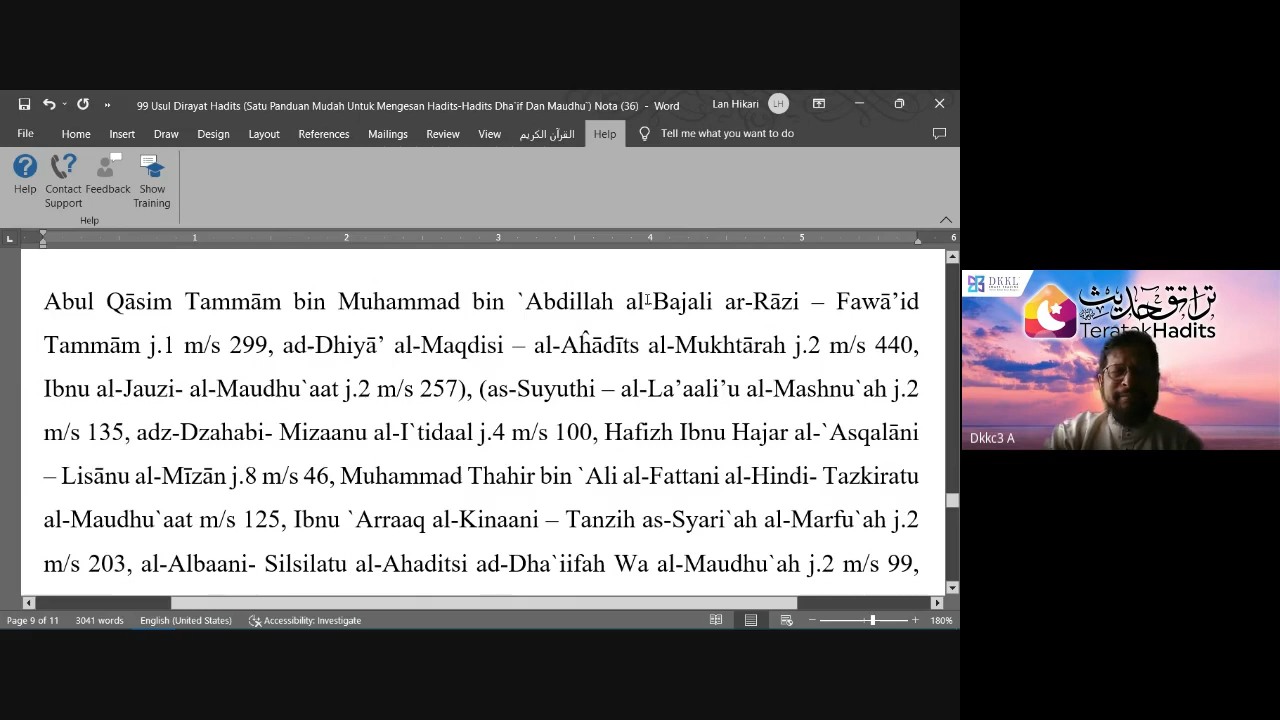 99 Usul Dirayat Hadits (Satu Panduan Mudah Untuk Mengesan Hadits-Hadits Dha`if Dan Maudhu`) Nota (36) - Word
Lan Hikari
LH
File Home Insert Draw Design Layout References Mailings Review View القرآن الكريم Help Tell me what you want to do
Help
Contact Support
Feedback
Show Training
Help
1 2 3 4 5 6
Abul Qāsim Tammām bin Muhammad bin `Abdillah al-Bajali ar-Rāzi – Fawā’id
Tammām j.1 m/s 299, ad-Dhiyā’ al-Maqdisi – al-Aĥādīts al-Mukhtārah j.2 m/s 440,
Ibnu al-Jauzi- al-Maudhu`aat j.2 m/s 257), (as-Suyuthi – al-La’aali’u al-Mashnu`ah j.2
m/s 135, adz-Dzahabi- Mizaanu al-I`tidaal j.4 m/s 100, Hafizh Ibnu Hajar al-`Asqalāni
– Lisānu al-Mīzān j.8 m/s 46, Muhammad Thahir bin `Ali al-Fattani al-Hindi- Tazkiratu
al-Maudhu`aat m/s 125, Ibnu `Arraaq al-Kinaani – Tanzih as-Syari`ah al-Marfu`ah j.2
m/s 203, al-Albaani- Silsilatu al-Ahaditsi ad-Dha`iifah Wa al-Maudhu`ah j.2 m/s 99,
Page 9 of 11 3041 words English (United States) Accessibility: Investigate 180%
DKKL
تراتق حديث
TeratakHadits
Dkkc3 A